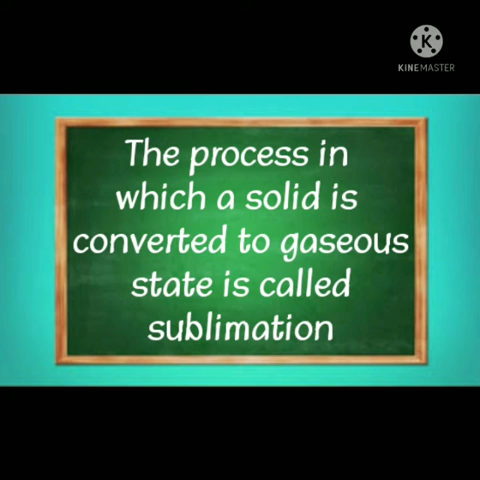 KINEMASTER
The process in
which a solid is
converted to gaseous
state is called
sublimation